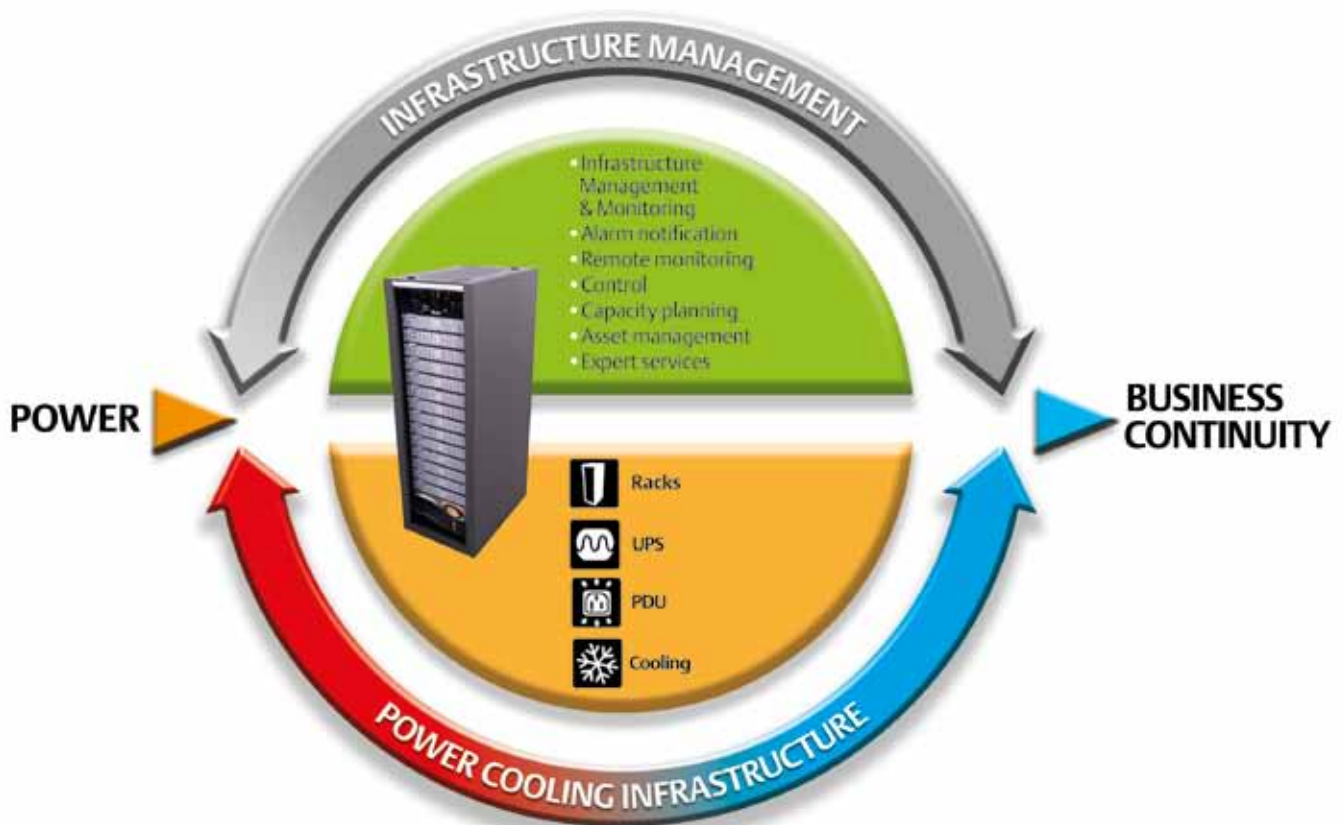 INFRASTRUCTURE MANAGEMENT
• Infrastructure
Management
& Monitoring
• Alarm notification
• Remote monitoring
• Control
• Capacity planning
• Asset management
• Expert services
POWER
BUSINESS
CONTINUITY
Racks
UPS
PDU
Cooling
POWER COOLING INFRASTRUCTURE